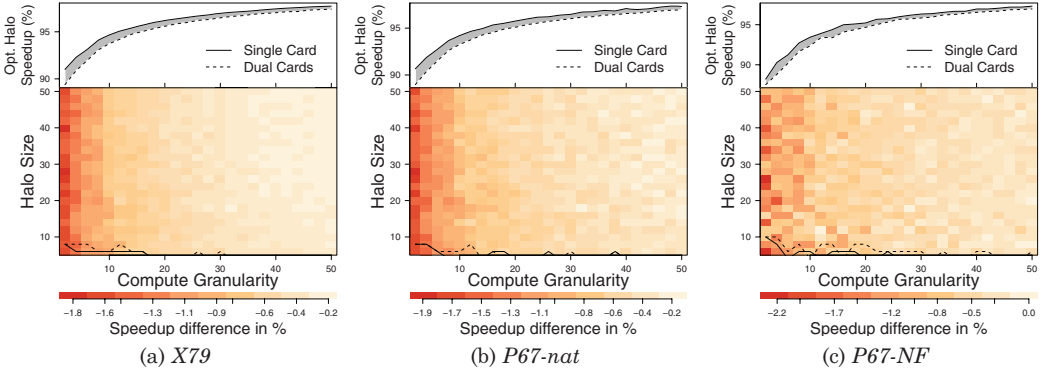 Opt. Halo
Speedup (%)
95
90
Single Card
Dual Cards
Halo Size
50
40
30
20
10
10
20
30
40
50
Compute Granularity
−1.8
−1.6
−1.3
−1.1
−0.9
−0.6
−0.4
−0.2
Speedup difference in %
(a) X79
Opt. Halo
Speedup (%)
95
90
Single Card
Dual Cards
Halo Size
50
40
30
20
10
10
20
30
40
50
Compute Granularity
−1.9
−1.7
−1.5
−1.3
−1.1
−0.8
−0.6
−0.4
−0.2
Speedup difference in %
(b) P67-nat
Opt. Halo
Speedup (%)
95
90
Single Card
Dual Cards
Halo Size
50
40
30
20
10
10
20
30
40
50
Compute Granularity
−2.2
−1.7
−1.2
−0.9
−0.5
0.0
Speedup difference in %
(c) P67-NF